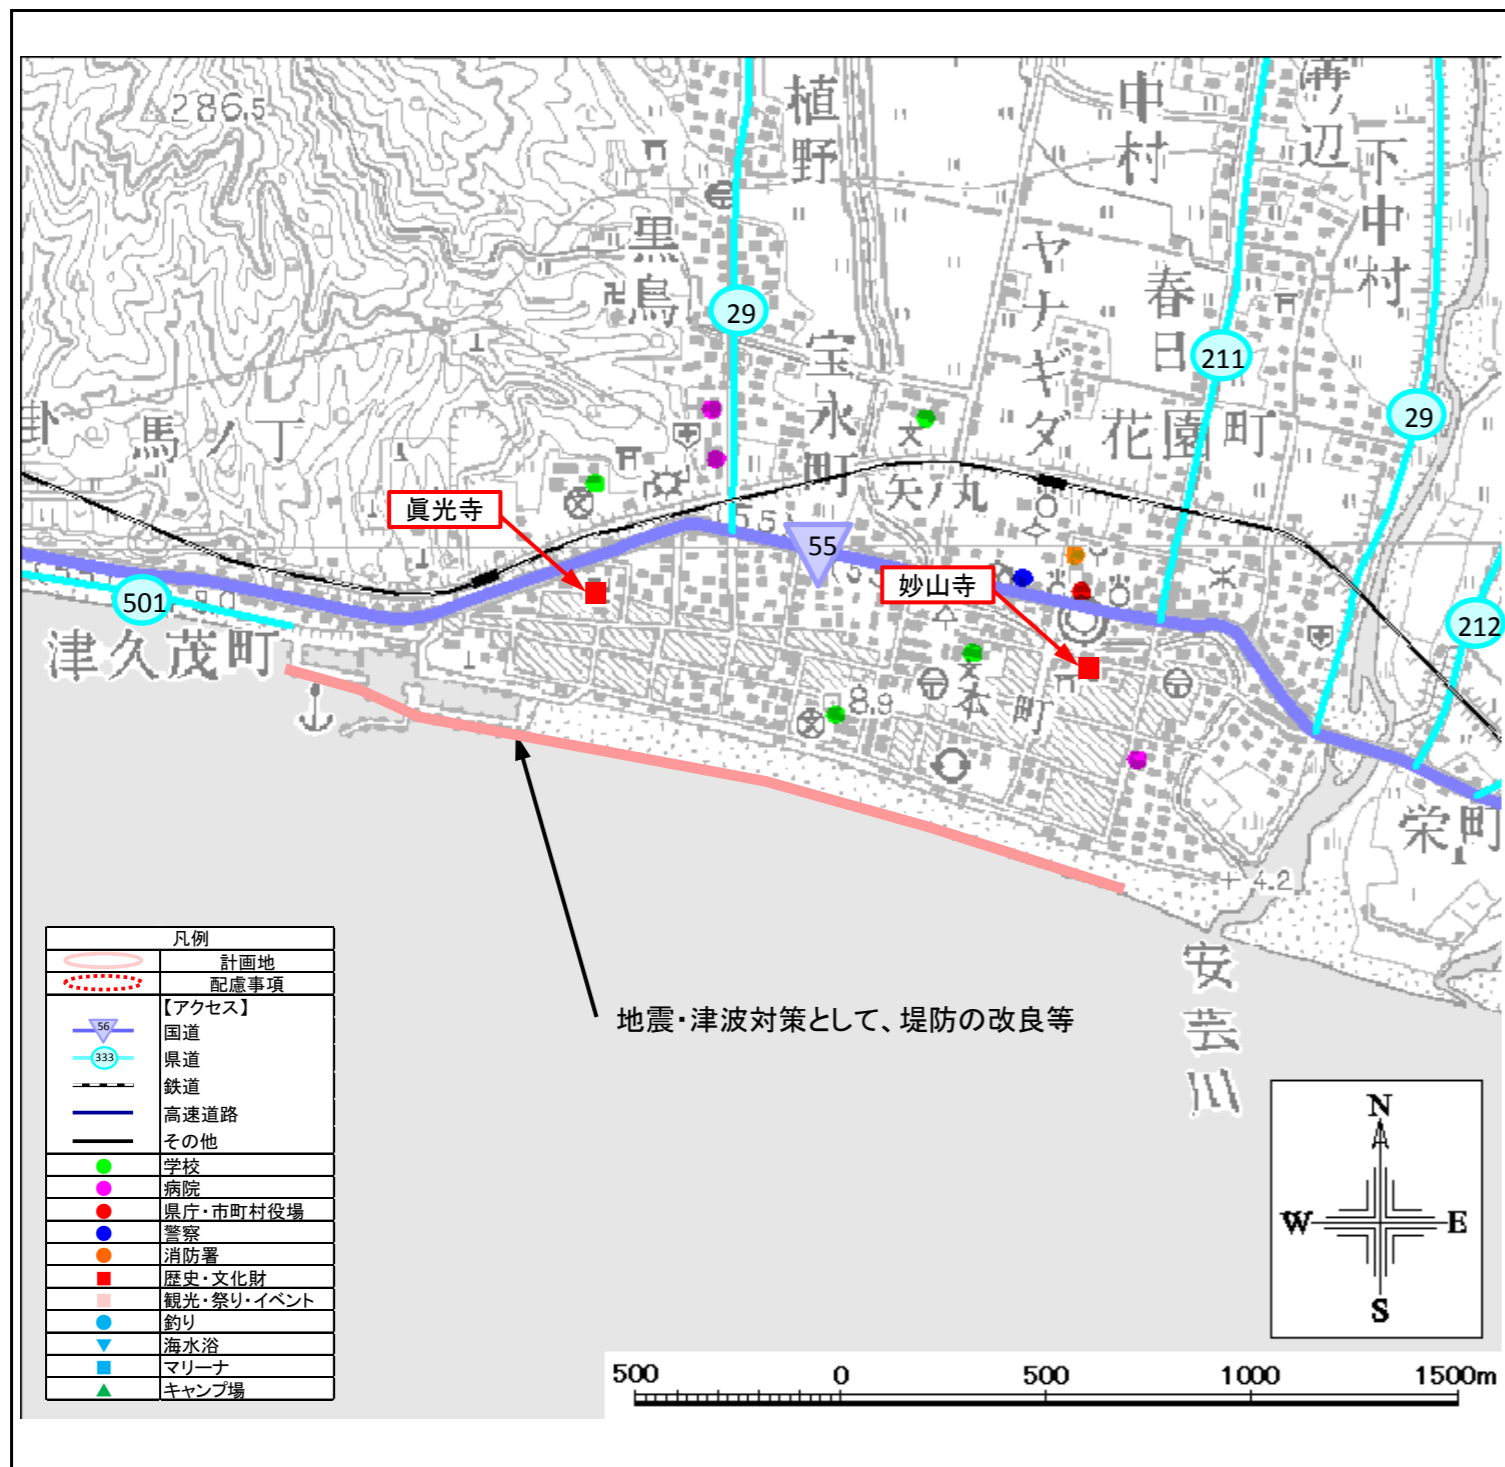 286.5
植野
中村
溝ノ辺
下中村
黒鳥
ヤナギダ
春日
29
宝永町
211
29
馬ノ丁
花園町
矢ノ丸
眞光寺
55
妙山寺
501
212
津久茂町
8.9
本町
栄町
4.2
安芸川
地震・津波対策として、堤防の改良等
凡例
計画地
配慮事項
【アクセス】
56
国道
333
県道
鉄道
高速道路
その他
学校
病院
県庁・市町村役場
警察
消防署
歴史・文化財
観光・祭り・イベント
釣り
海水浴
マリーナ
キャンプ場
N
W
E
S
500
0
500
1000
1500m